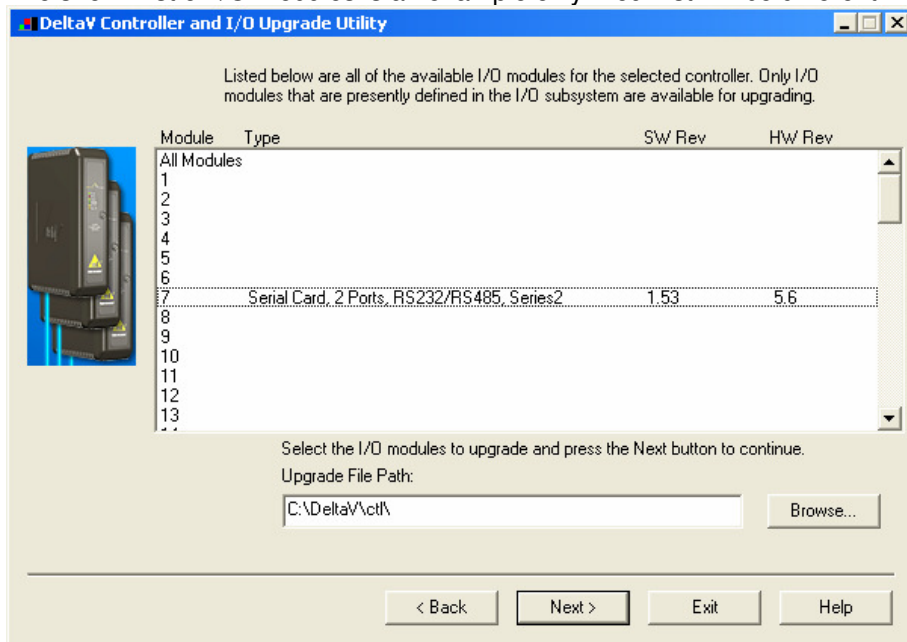 DeltaV Controller and I/O Upgrade Utility
Listed below are all of the available I/O modules for the selected controller. Only I/O
modules that are presently defined in the I/O subsystem are available for upgrading.
Module Type SW Rev HW Rev
All Modules
1
2
3
4
5
6
7 Serial Card, 2 Ports, RS232/RS485, Series2 1.53 5.6
8
9
10
11
12
13
Select the I/O modules to upgrade and press the Next button to continue.
Upgrade File Path:
C:\DeltaV\ctl\
Browse...
< Back Next > Exit Help